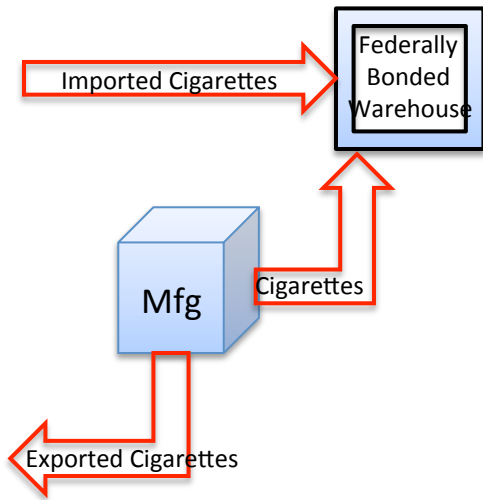 Federally
Bonded
Warehouse
Imported Cigarettes
Cigarettes
Mfg
Exported Cigarettes